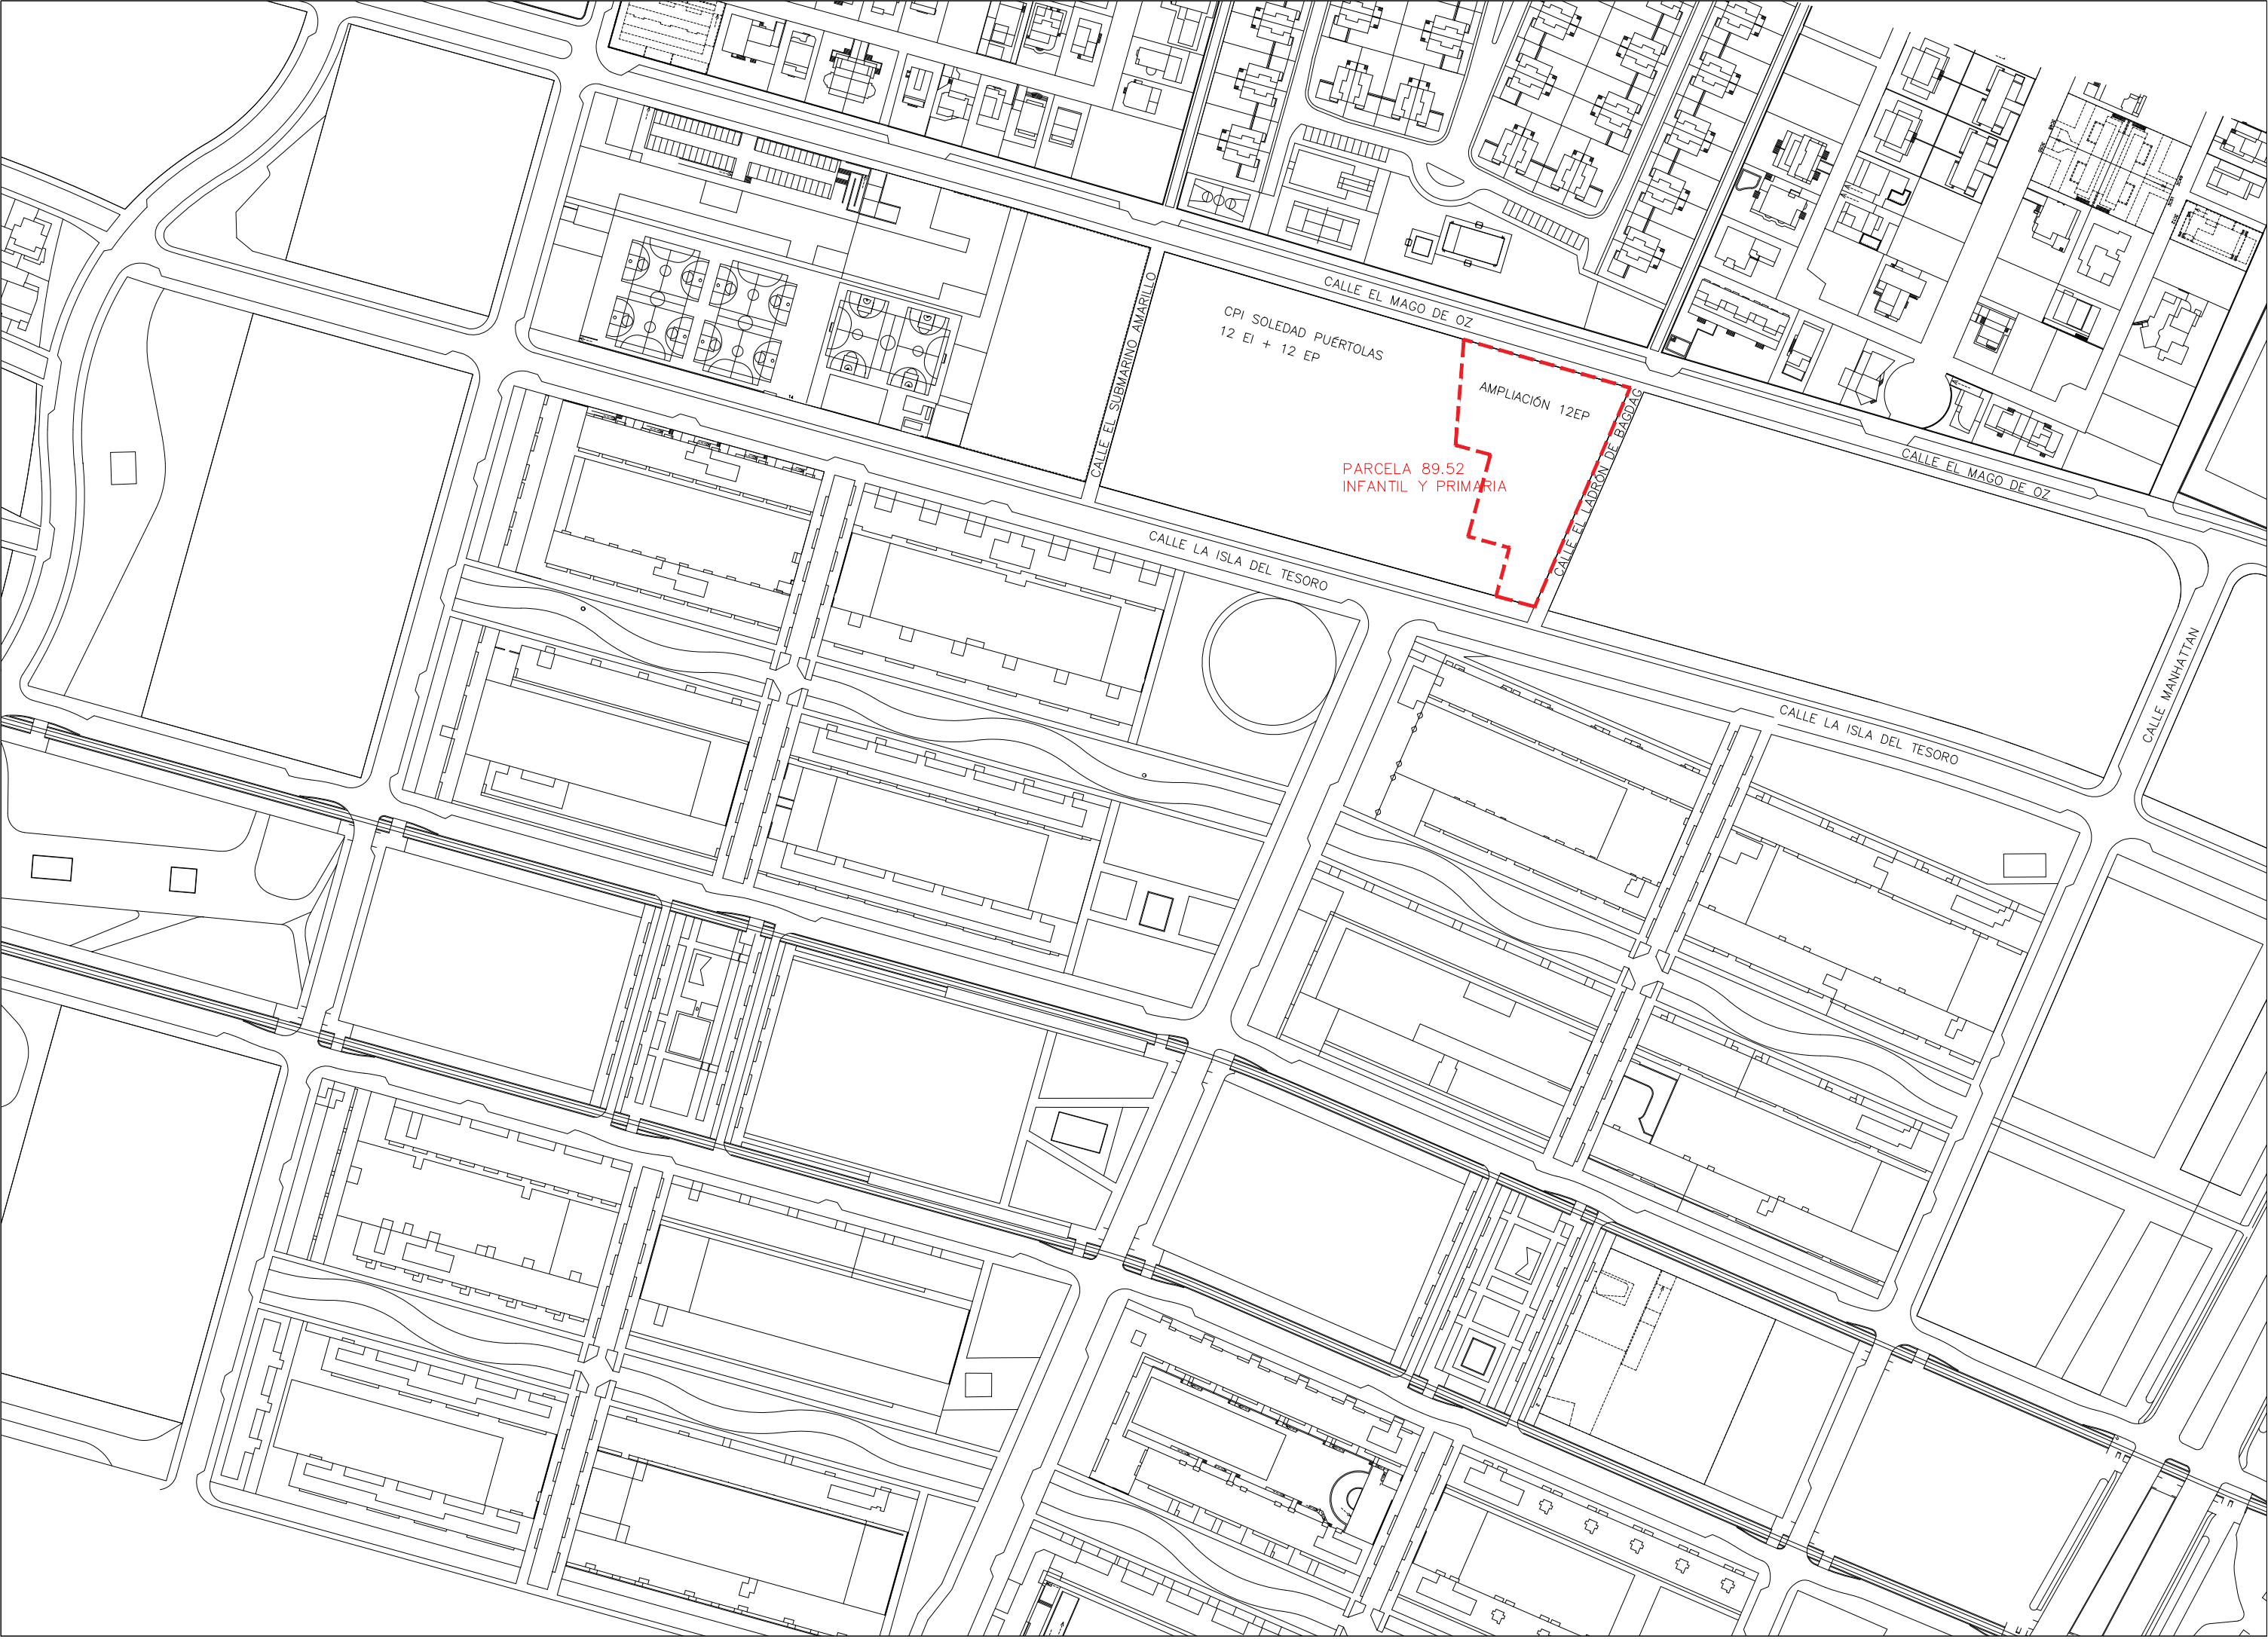 CALLE EL MAGO DE OZ
CPI SOLEDAD PUÉRTOLAS
12 EI + 12 EP
CALLE EL SUBMARINO AMARILLO
AMPLIACIÓN 12EP
CALLE EL LADRÓN DE BAGDAG
PARCELA 89.52
INFANTIL Y PRIMARIA
CALLE EL MAGO DE OZ
CALLE LA ISLA DEL TESORO
CALLE MANHATTAN
CALLE LA ISLA DEL TESORO